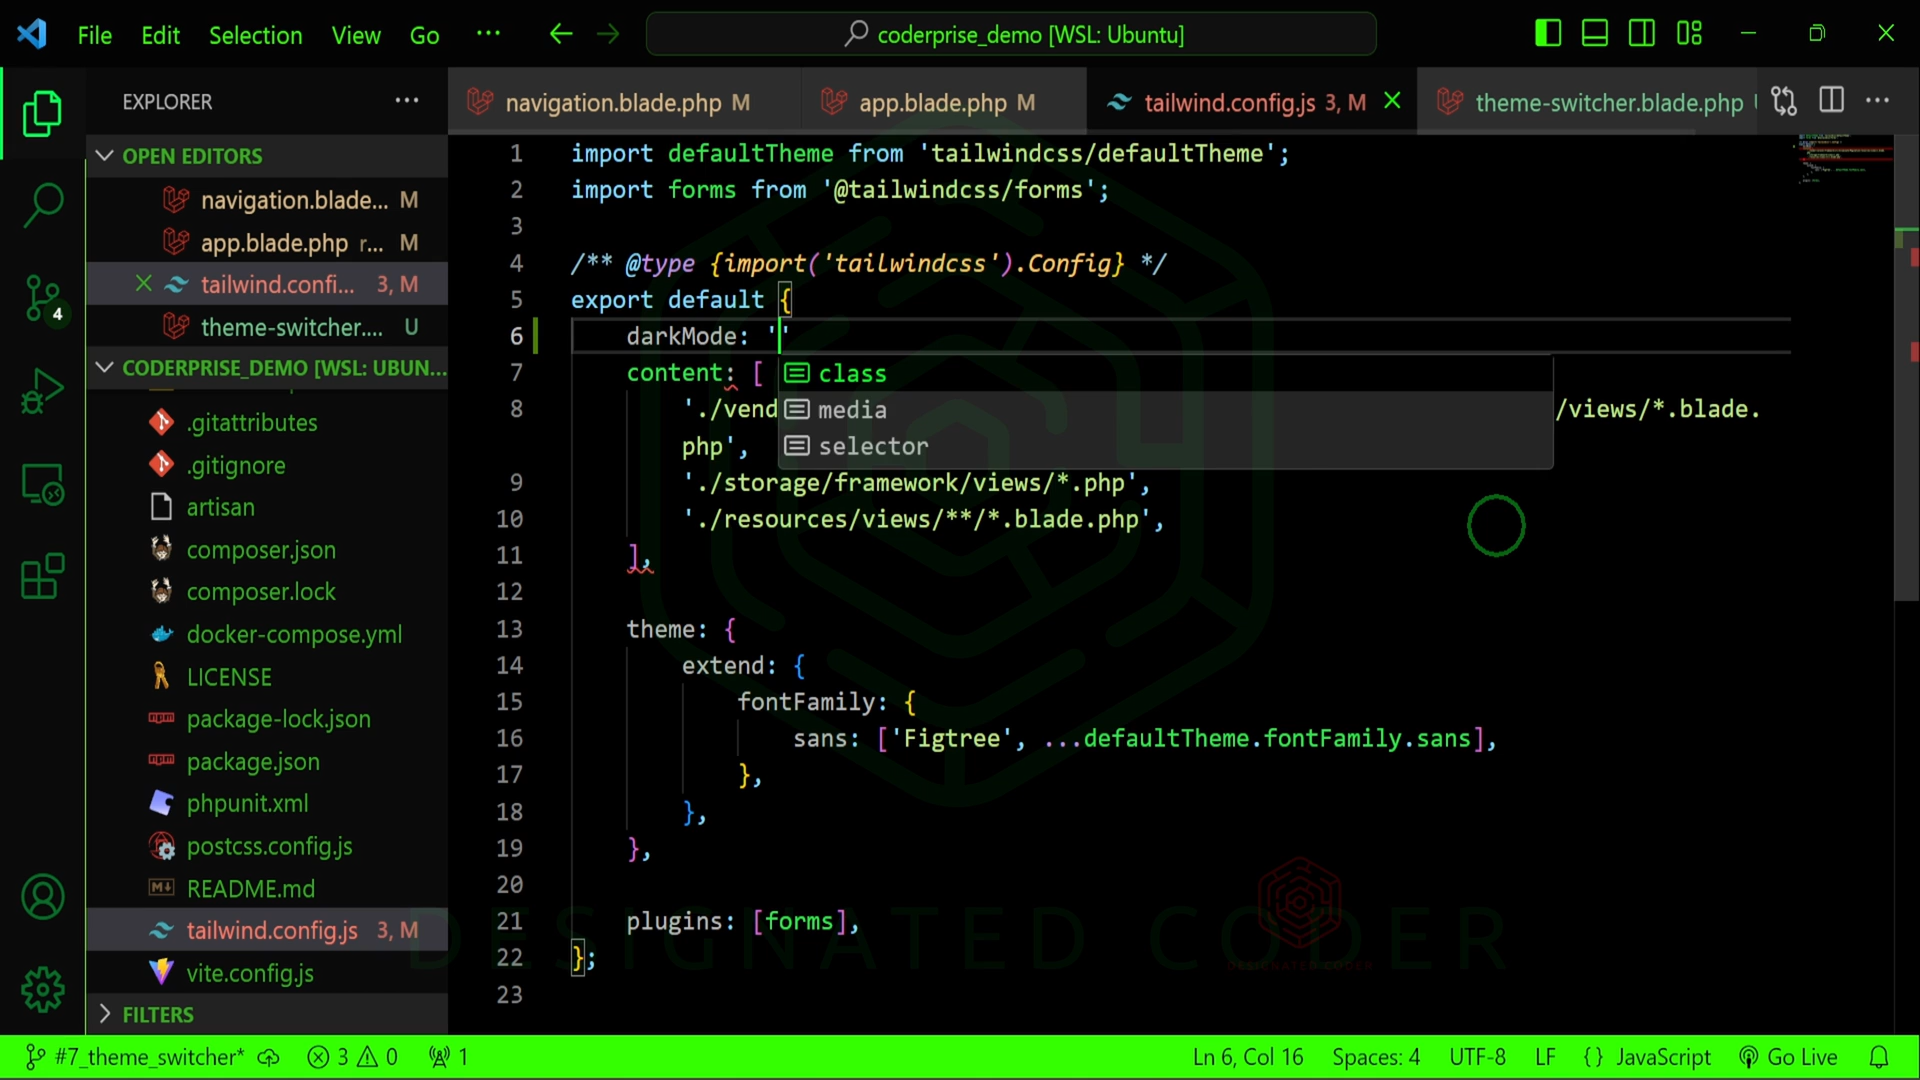 File Edit Selection View Go ··· coderprise_demo [WSL: Ubuntu]
EXPLORER ···
navigation.blade.php M app.blade.php M tailwind.config.js 3, M theme-switcher.blade.php
OPEN EDITORS
navigation.blade... M
app.blade.php r... M
tailwind.confi... 3, M
theme-switcher.... U
CODERPRISE_DEMO [WSL: UBUN...
.gitattributes
.gitignore
artisan
composer.json
composer.lock
docker-compose.yml
LICENSE
package-lock.json
package.json
phpunit.xml
postcss.config.js
README.md
tailwind.config.js 3, M
vite.config.js
FILTERS
4
1 import defaultTheme from 'tailwindcss/defaultTheme';
2 import forms from '@tailwindcss/forms';
3
4 /** @type {import('tailwindcss').Config} */
5 export default {
6 darkMode: ''
7 content: [
class
8 './vend
media
/views/*.blade.
php',
selector
9 './storage/framework/views/*.php',
10 './resources/views/**/*.blade.php',
11 ],
12
13 theme: {
14 extend: {
15 fontFamily: {
16 sans: ['Figtree', ...defaultTheme.fontFamily.sans],
17 },
18 },
19 },
20
21 plugins: [forms],
22 };
23
DESIGNATED CODER
DESIGNATED CODER
#7_theme_switcher* 3 0 1 Ln 6, Col 16 Spaces: 4 UTF-8 LF {} JavaScript Go Live